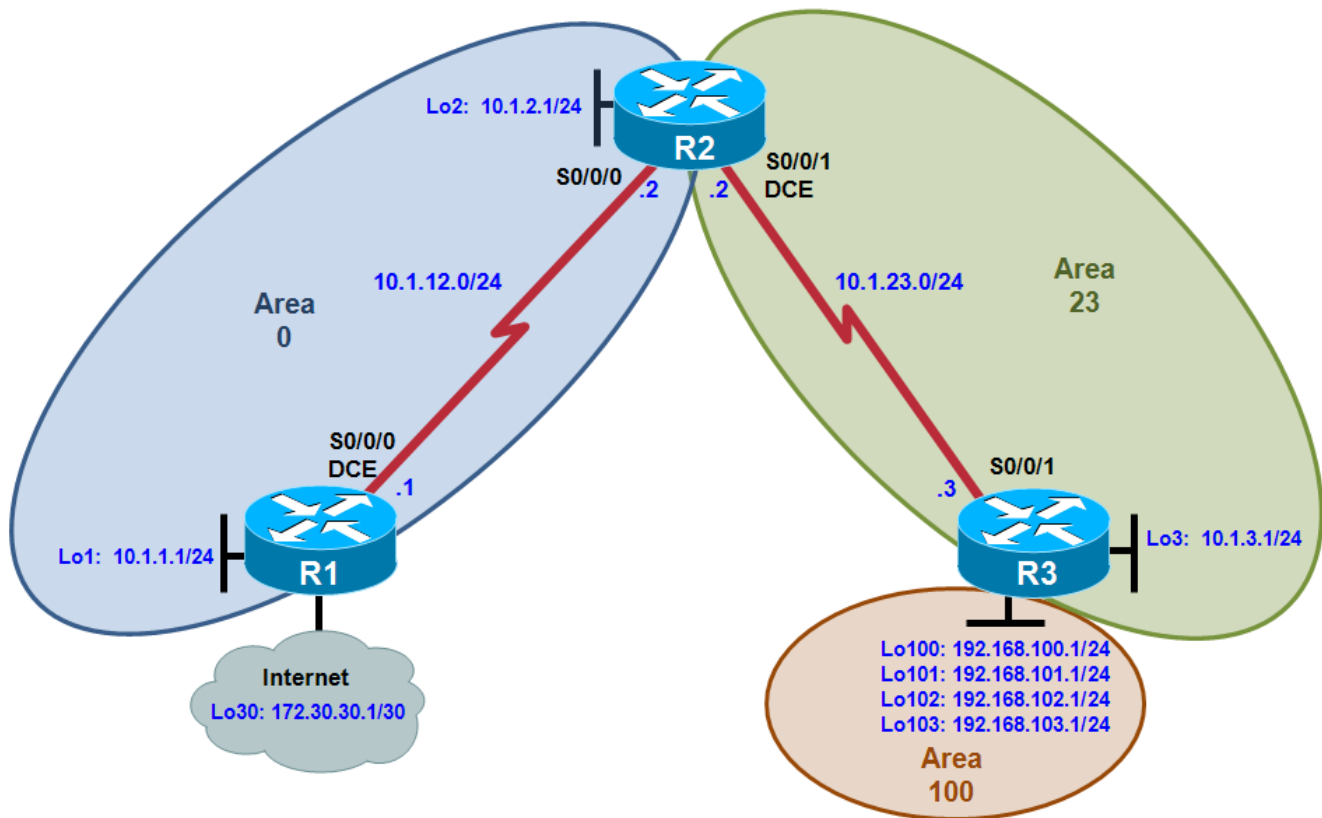 Lo2: 10.1.2.1/24
R2
S0/0/0
.2
.2
S0/0/1
DCE
10.1.12.0/24
10.1.23.0/24
Area
0
Area
23
S0/0/0
DCE
.1
S0/0/1
.3
Lo1: 10.1.1.1/24
R1
R3
Lo3: 10.1.3.1/24
Internet
Lo30: 172.30.30.1/30
Lo100: 192.168.100.1/24
Lo101: 192.168.101.1/24
Lo102: 192.168.102.1/24
Lo103: 192.168.103.1/24
Area
100